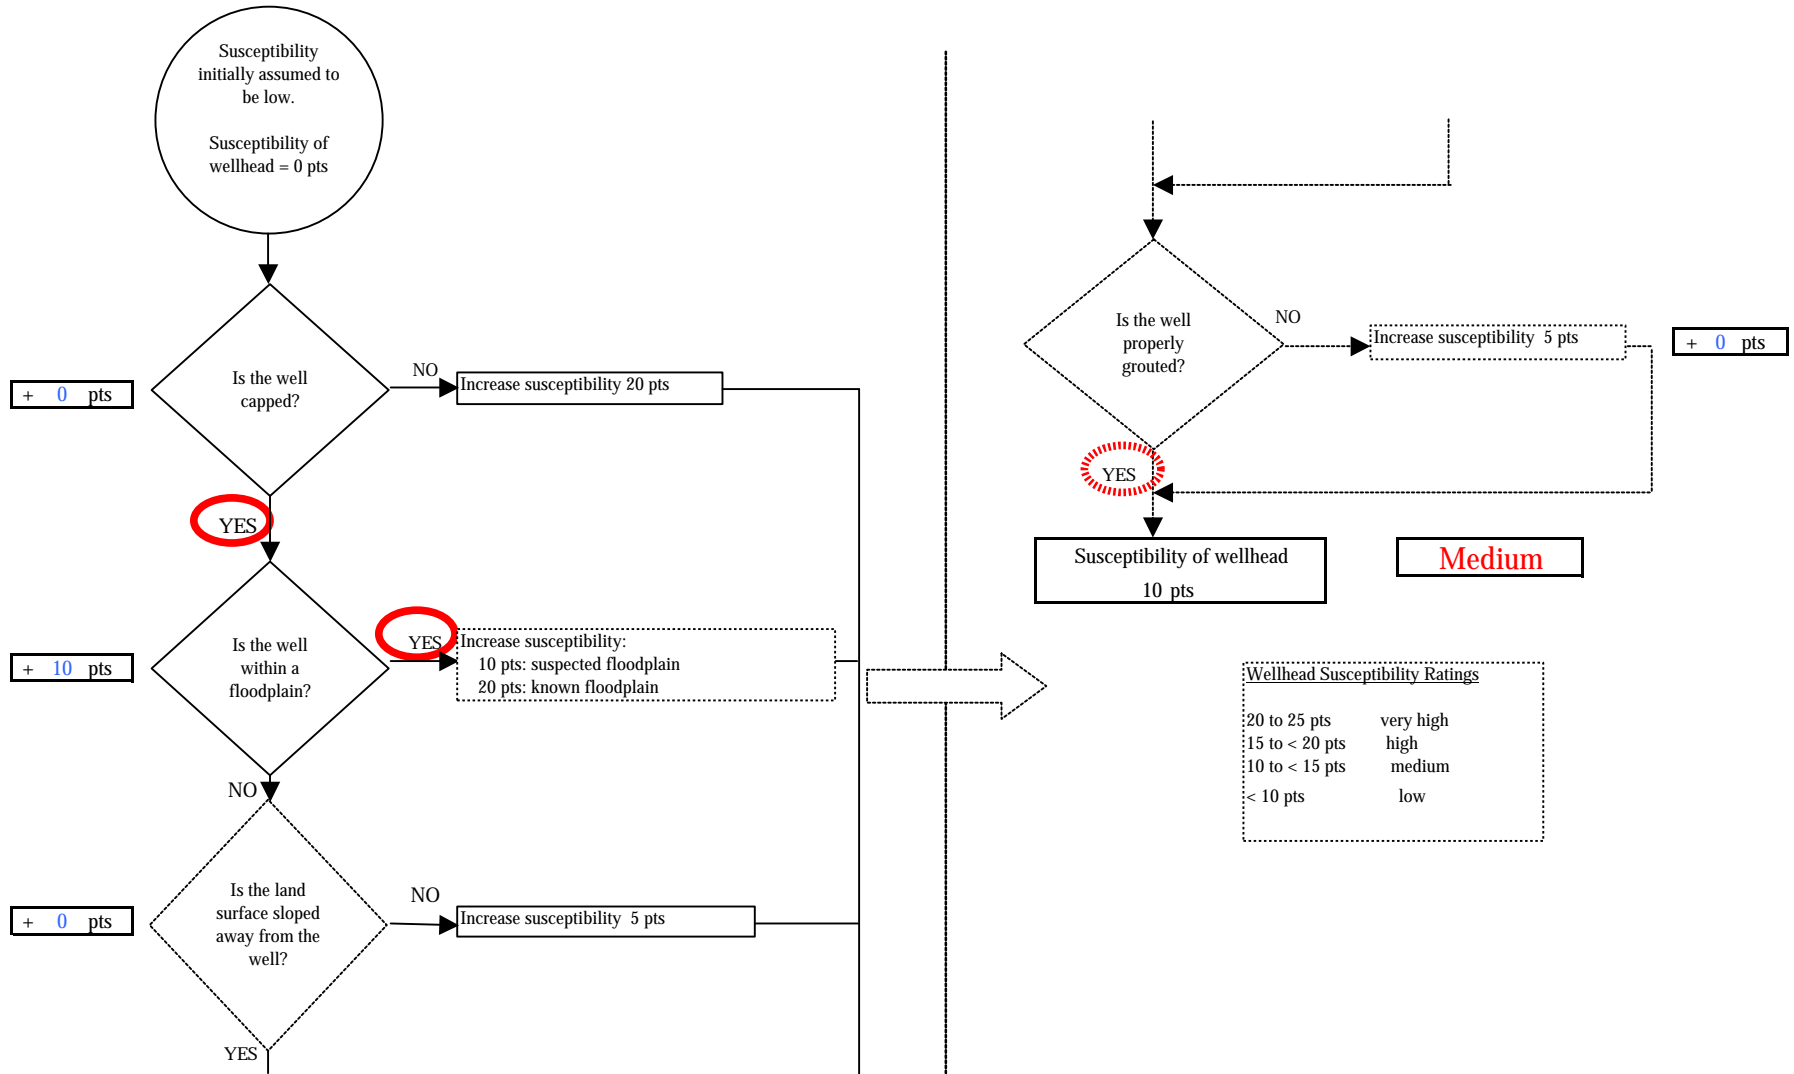 Susceptibility
initially assumed to
be low.
Susceptibility of
wellhead = 0 pts
Is the well
capped?
NO
Increase susceptibility 20 pts
+ 0 pts
YES
Is the well
within a
floodplain?
YES
Increase susceptibility:
10 pts: suspected floodplain
20 pts: known floodplain
+ 10 pts
NO
Is the land
surface sloped
away from the
well?
NO
Increase susceptibility 5 pts
+ 0 pts
YES
Is the well
properly
grouted?
NO
Increase susceptibility 5 pts
+ 0 pts
YES
Susceptibility of wellhead
10 pts
Medium
Wellhead Susceptibility Ratings
20 to 25 pts very high
15 to < 20 pts high
10 to < 15 pts medium
< 10 pts low